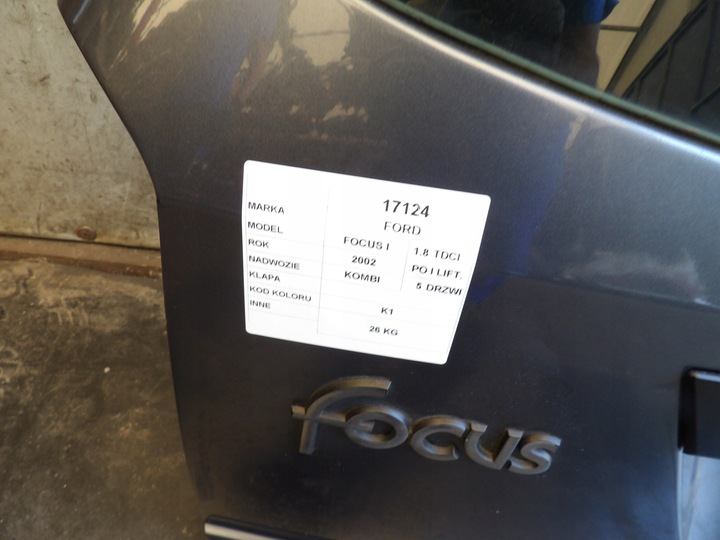 17124
MARKA FORD
MODEL FOCUS I 1.8 TDCI
ROK 2002 PO I LIFT.
NADWOZIE KOMBI 5 DRZWI
KLAPA
KOD KOLORU K1
INNE 26 KG
Focus